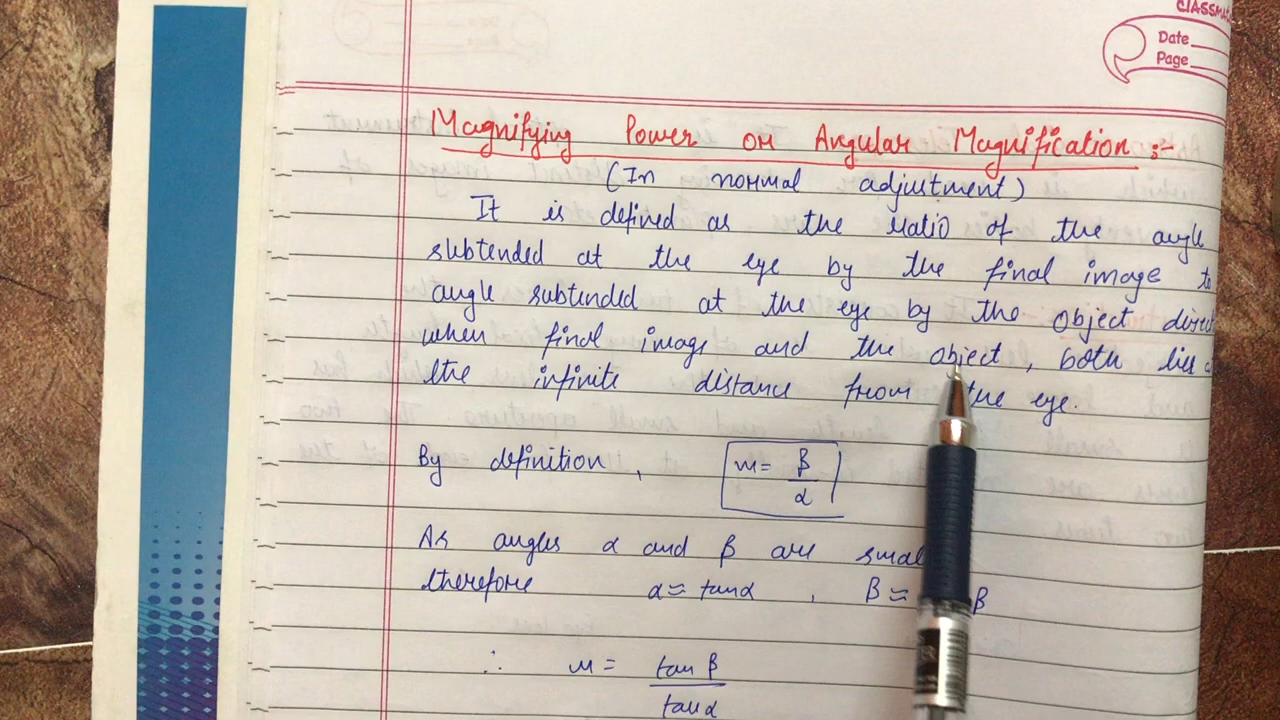 CLASSMA
Date
Page
Magnifying Power or Angular Magnification :-
(In normal adjustment)
It is defined as the ratio of the angle
subtended at the eye by the final image to
angle subtended at the eye by the object direct
when final image and the object, both lies
the infinite distance from the eye.
By definition, m = β/α
As angles α and β are small
therefore α ≈ tanα , β ≈ β
∴ m = tan β/tan α